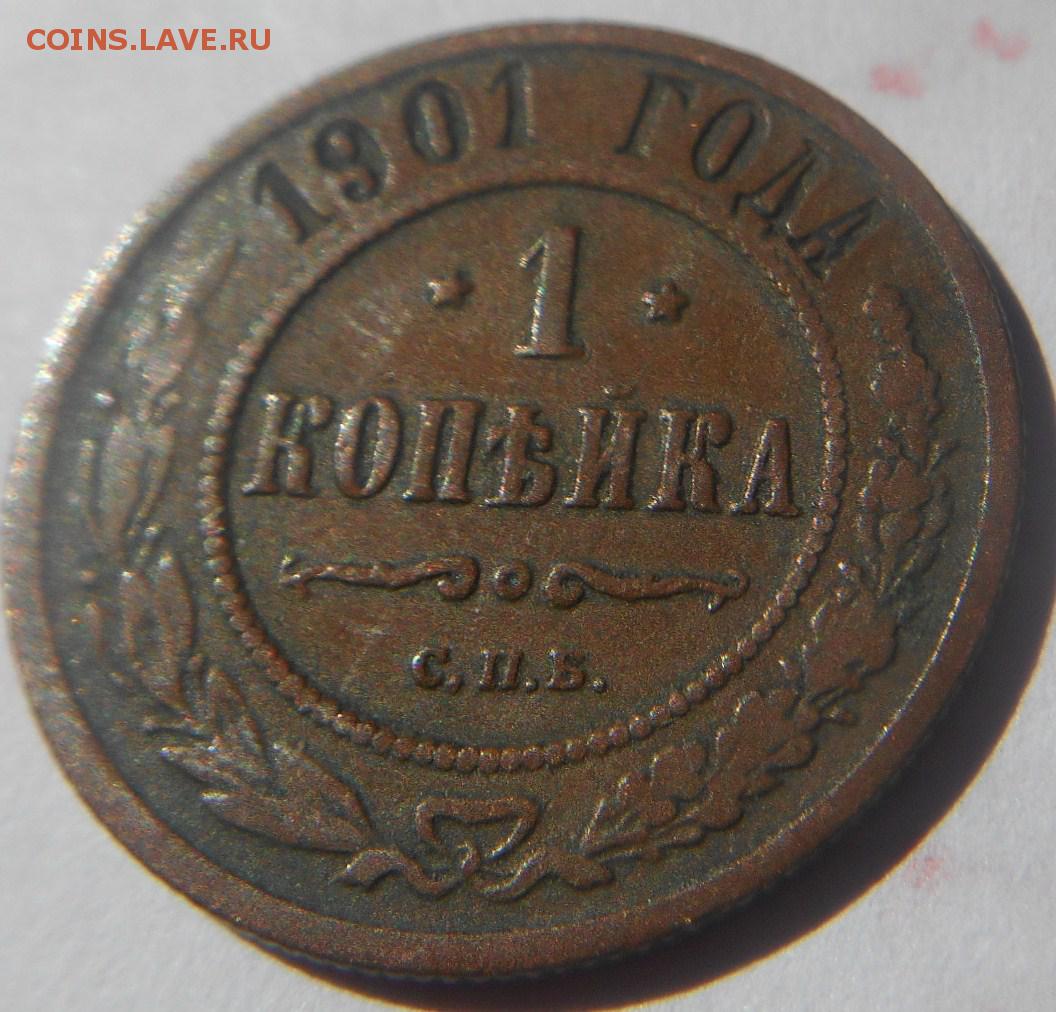 COINS.LAVE.RU
1901 ГОДА
1
КОПѢЙКА
С.П.Б.